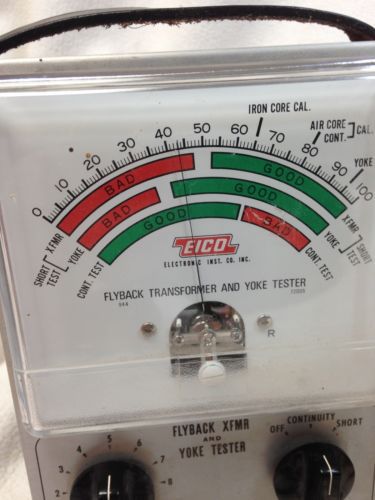 IRON CORE CAL.
AIR CORE CONT. CAL.
0 10 20 30 40 50 60 70 80 90 100
YOKE
BAD GOOD
BAD GOOD
GOOD BAD
XFMR YOKE SHORT TEST
CONT. TEST
XFMR YOKE SHORT TEST
CONT. TEST
EICO
ELECTRONIC INST. CO. INC.
FLYBACK TRANSFORMER AND YOKE TESTER
R
FLYBACK XFMR
AND
YOKE TESTER
CONTINUITY
OFF SHORT
2 3 4 5 6 7 8